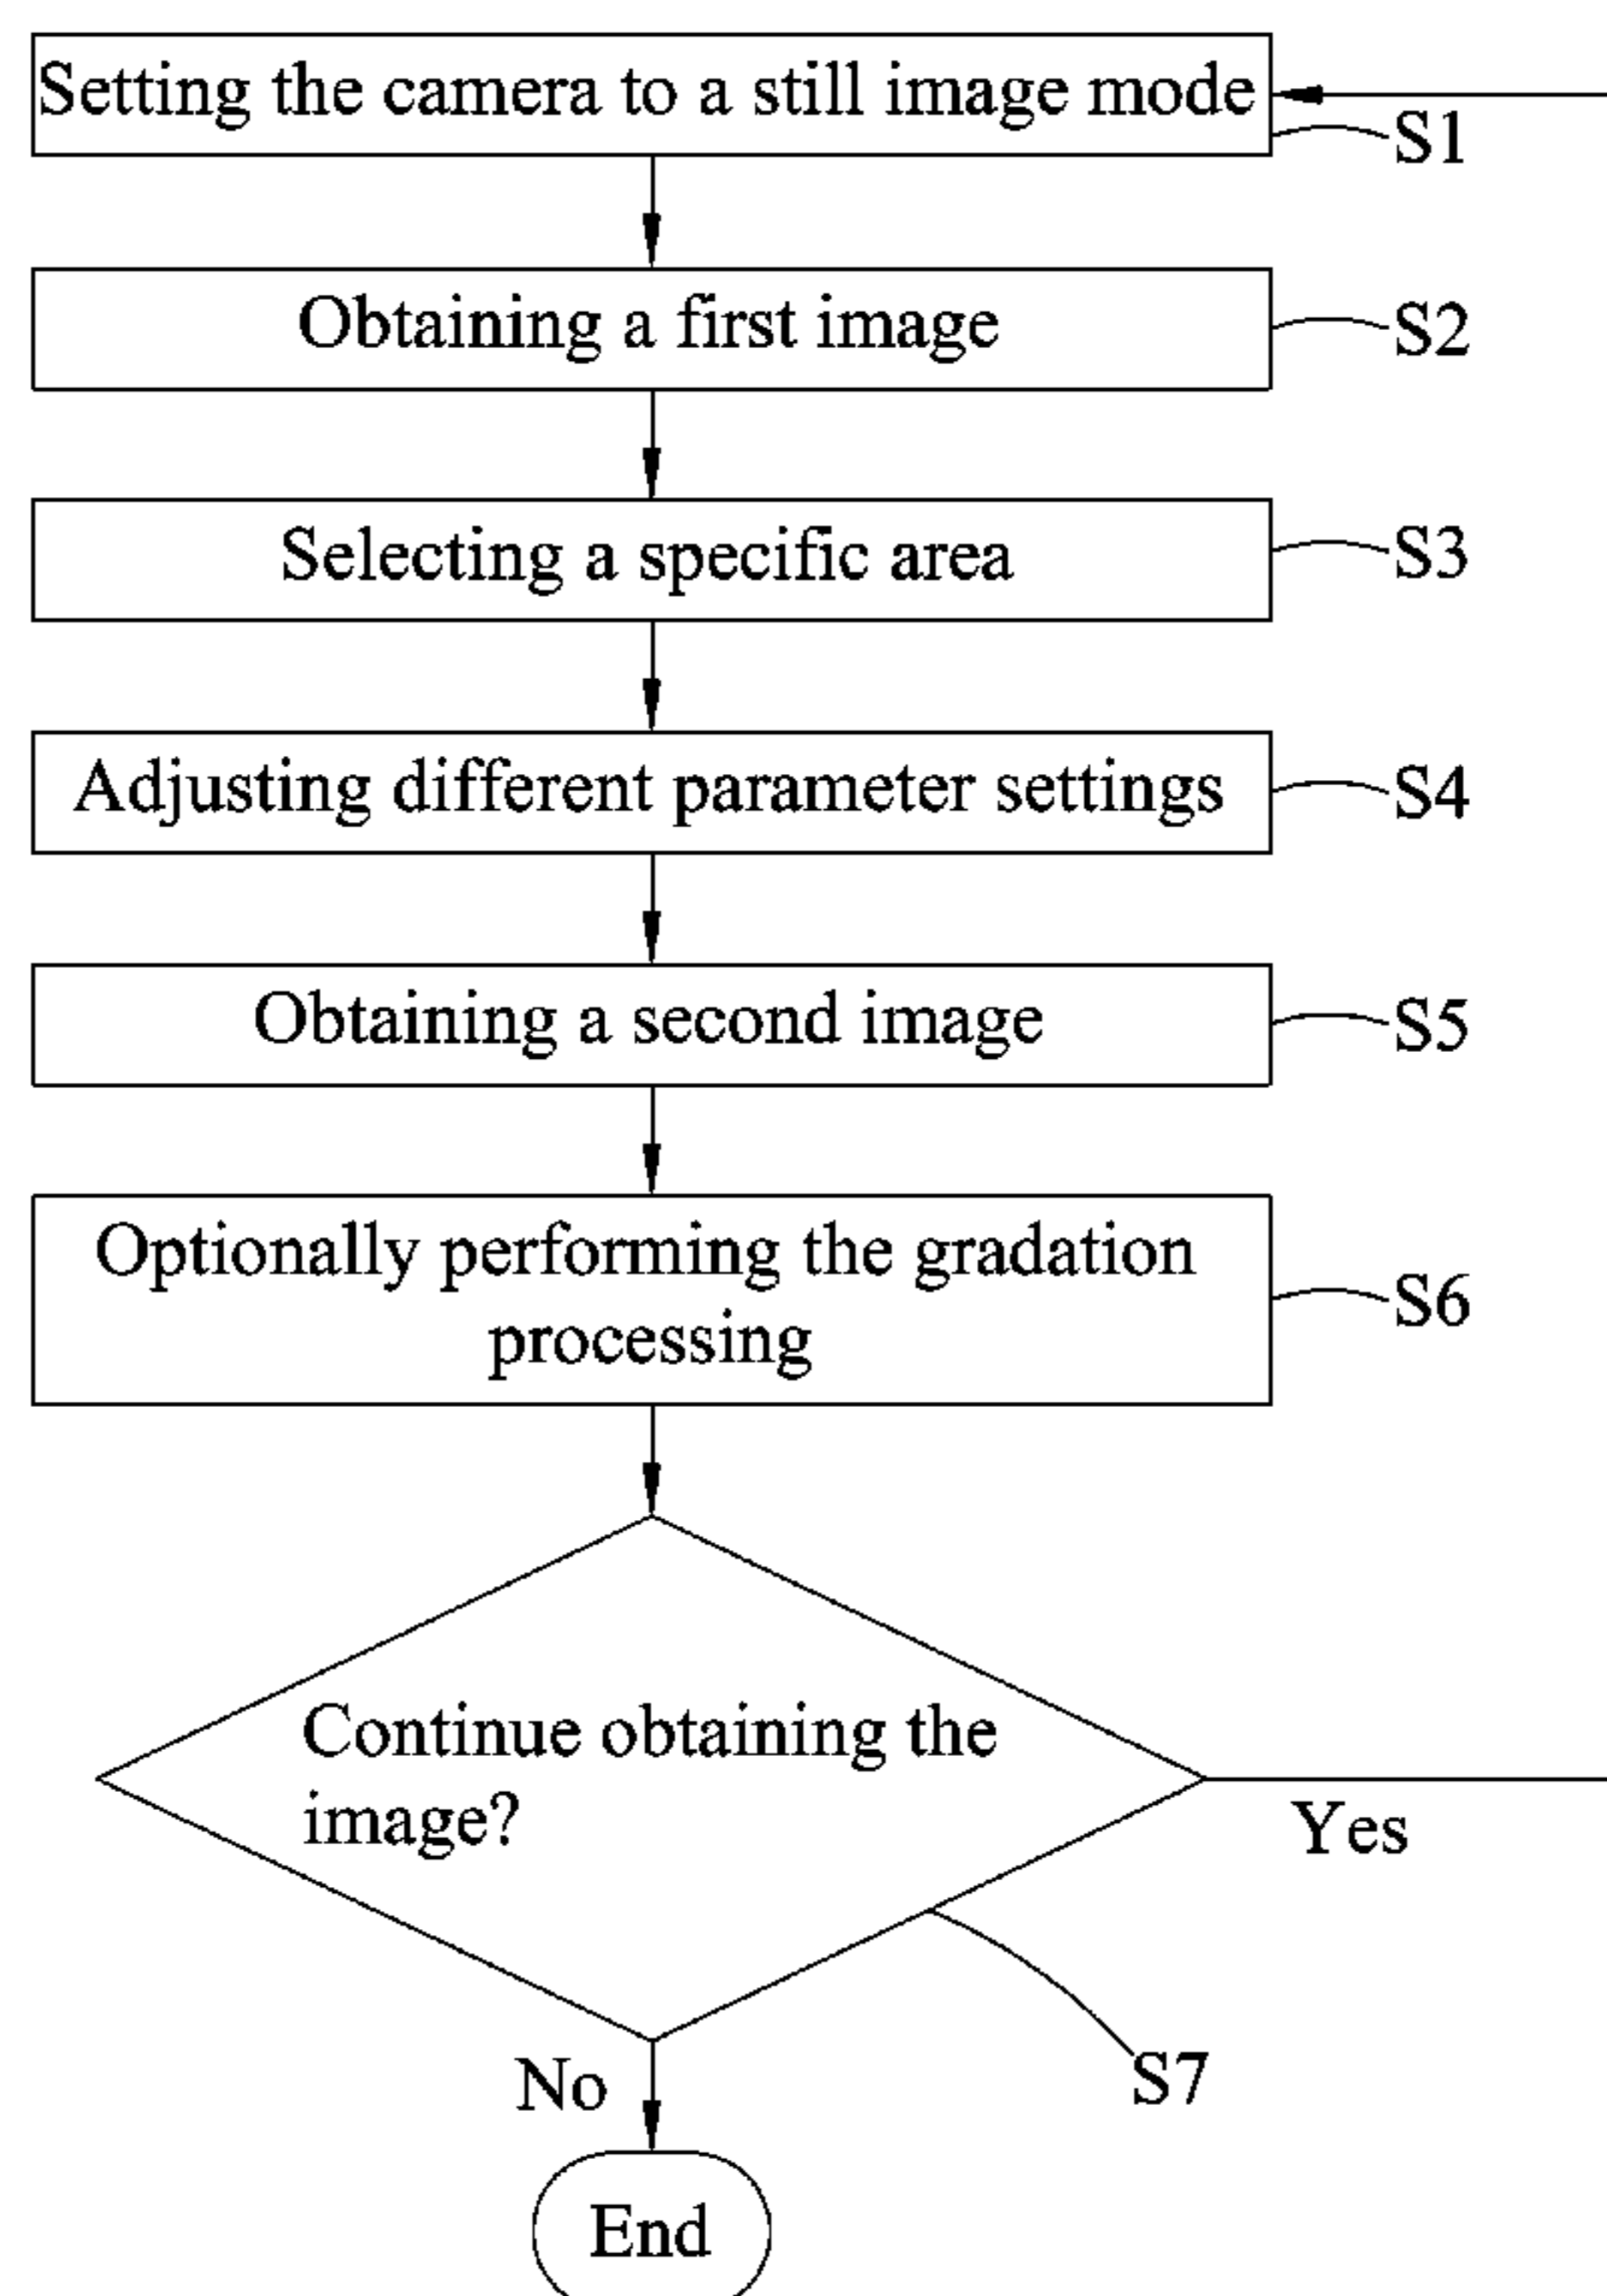 Setting the camera to a still image mode
S1
Obtaining a first image
S2
Selecting a specific area
S3
Adjusting different parameter settings
S4
Obtaining a second image
S5
Optionally performing the gradation
processing
S6
Continue obtaining the
image?
Yes
S7
No
End